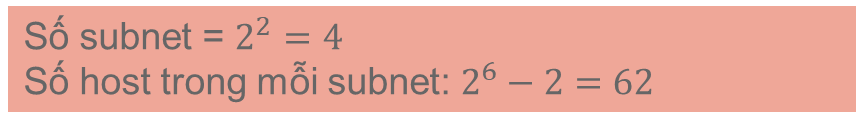 Số subnet = 2² = 4
Số host trong mỗi subnet: 2⁶ − 2 = 62